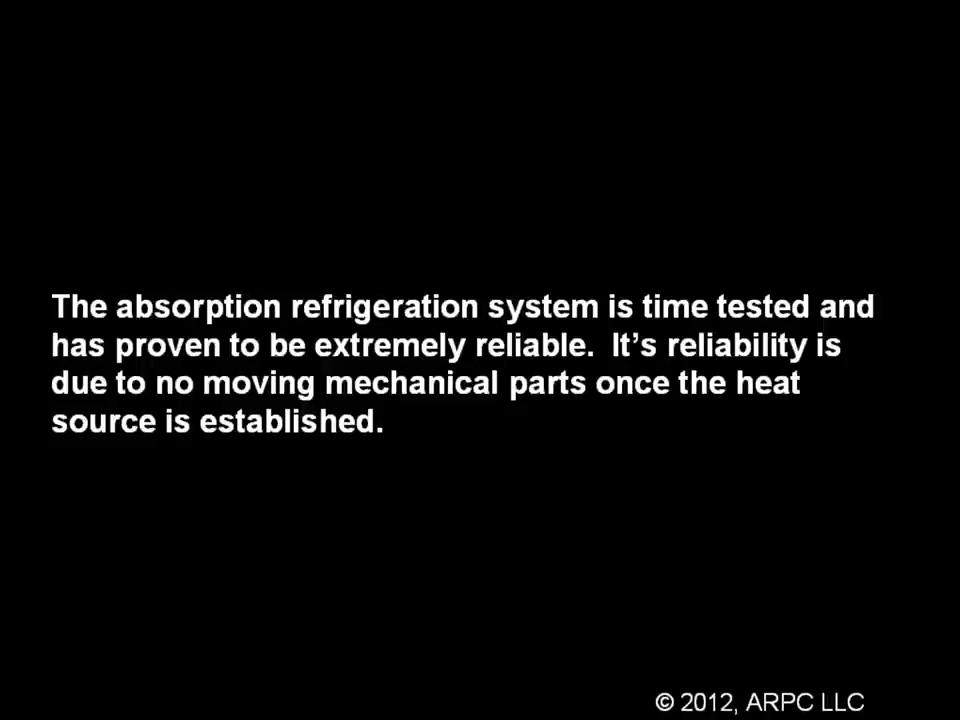 The absorption refrigeration system is time tested and
has proven to be extremely reliable.  It’s reliability is
due to no moving mechanical parts once the heat
source is established.
© 2012, ARPC LLC